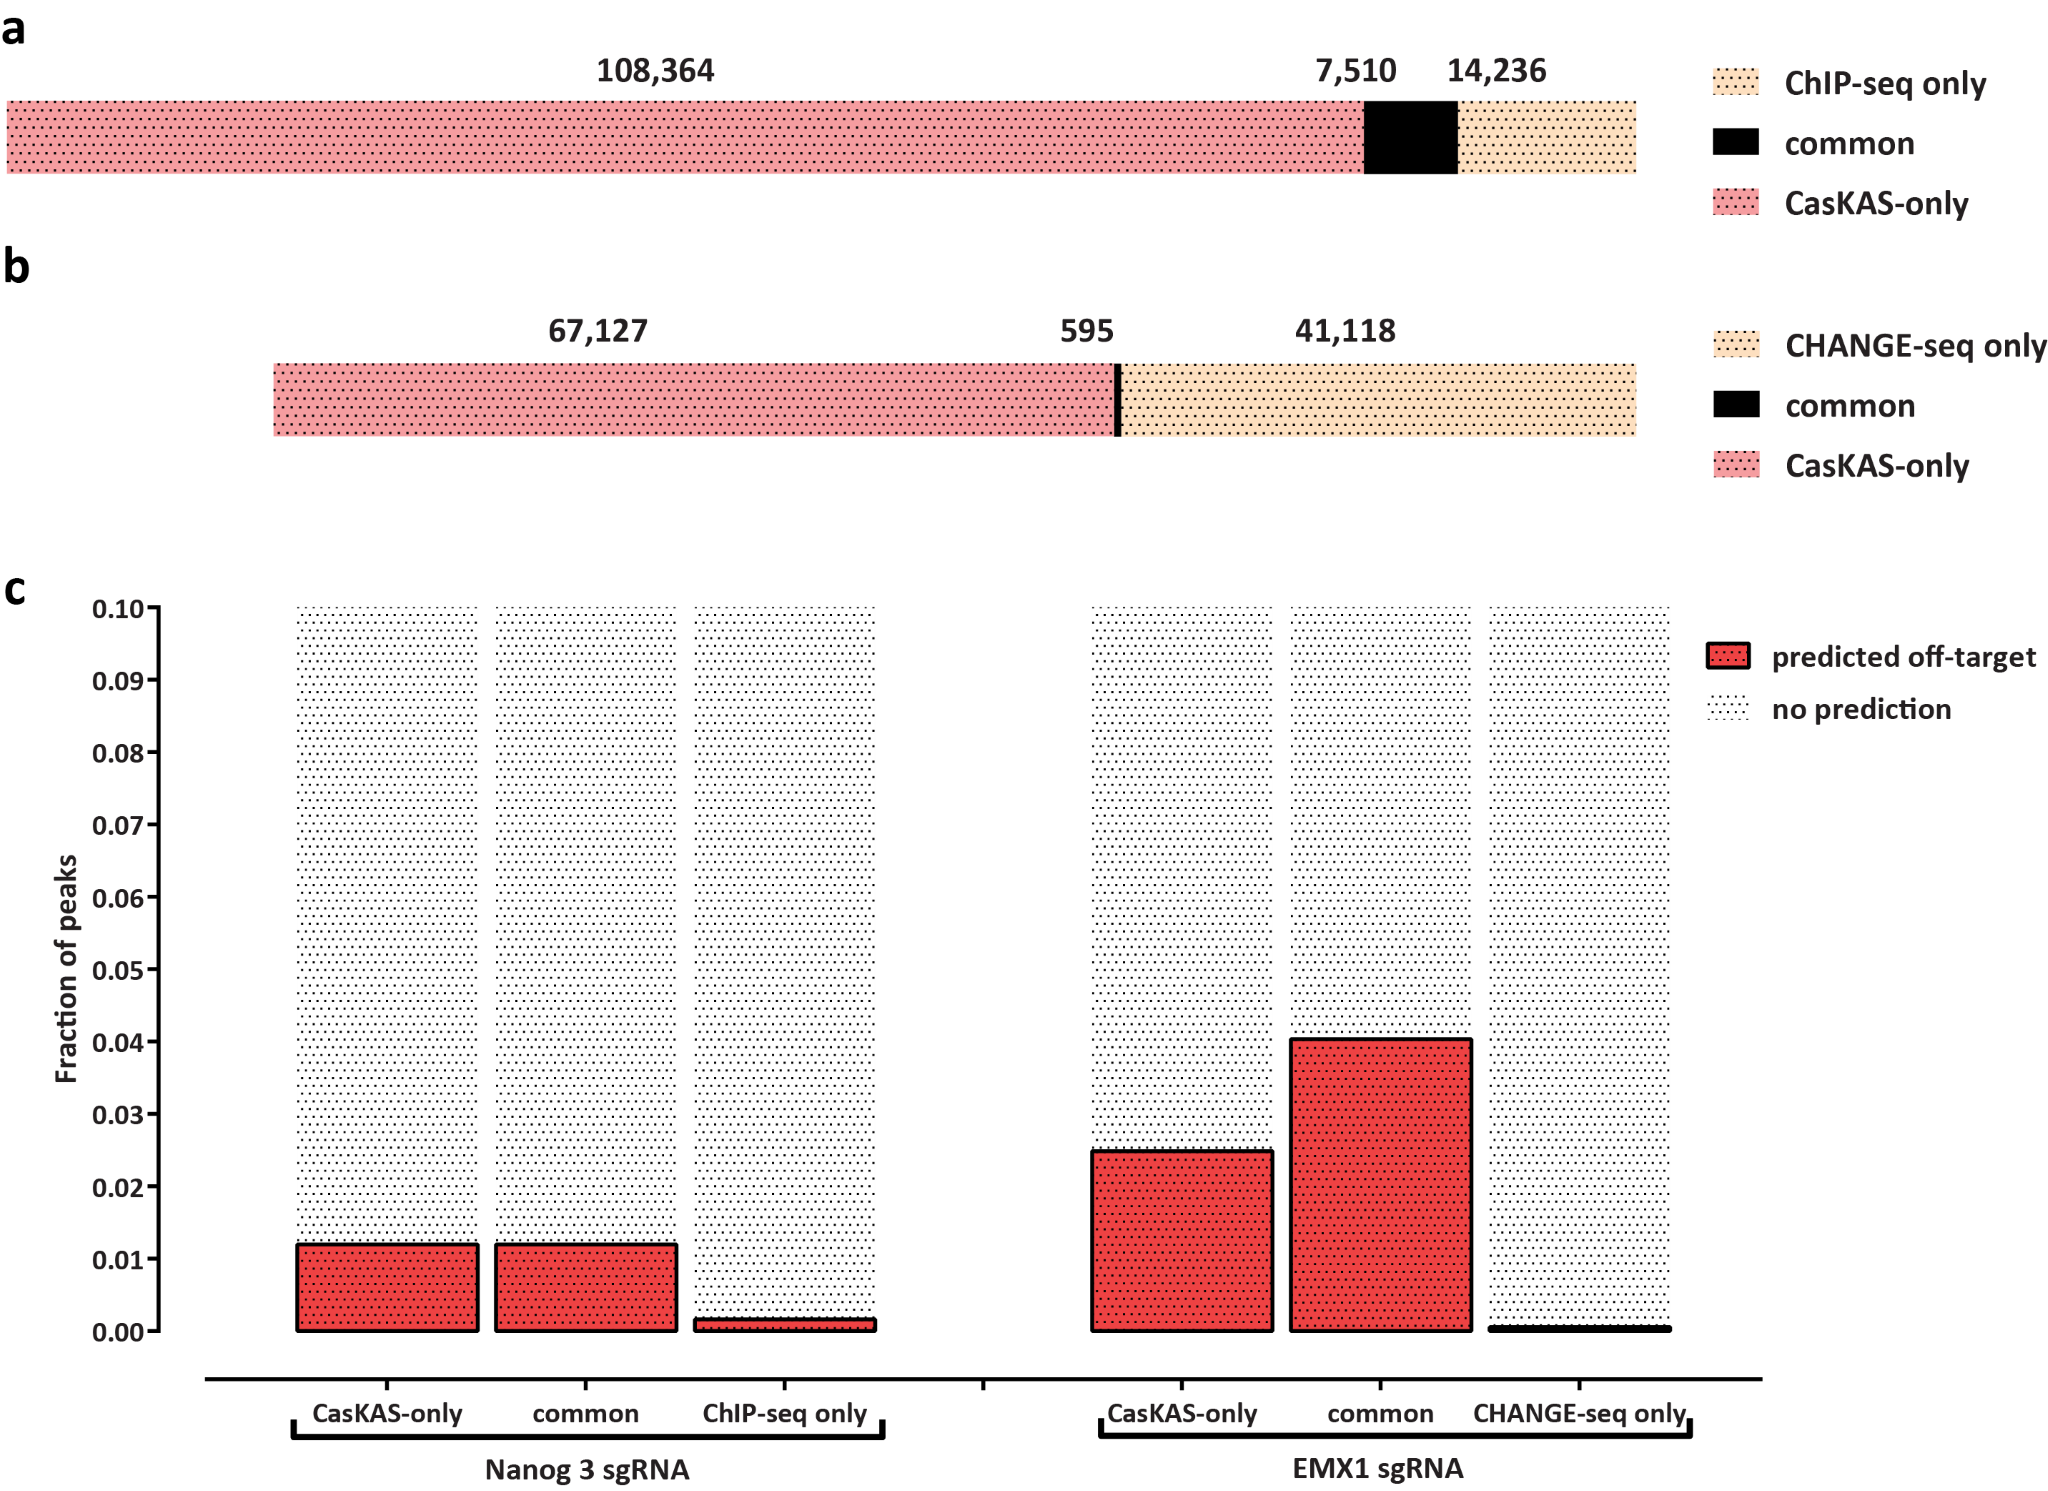 a
108,364 7,510 14,236
ChIP-seq only
common
CasKAS-only
b
67,127 595 41,118
CHANGE-seq only
common
CasKAS-only
c
Fraction of peaks
0.10
0.09
0.08
0.07
0.06
0.05
0.04
0.03
0.02
0.01
0.00
predicted off-target
no prediction
CasKAS-only common ChIP-seq only CasKAS-only common CHANGE-seq only
Nanog 3 sgRNA EMX1 sgRNA